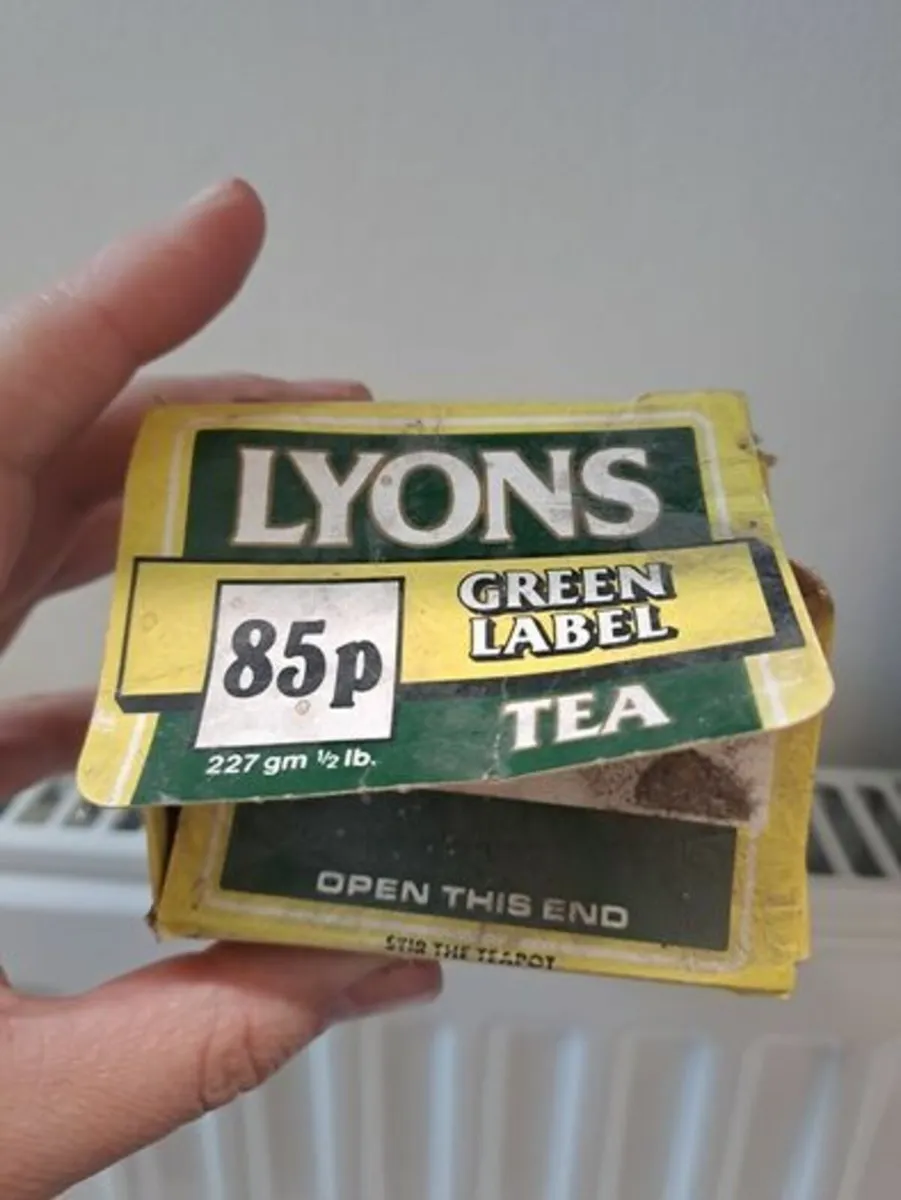 LYONS
GREEN
LABEL
85p
TEA
227 gm ½ lb.
OPEN THIS END
STIR THE TEAPOT